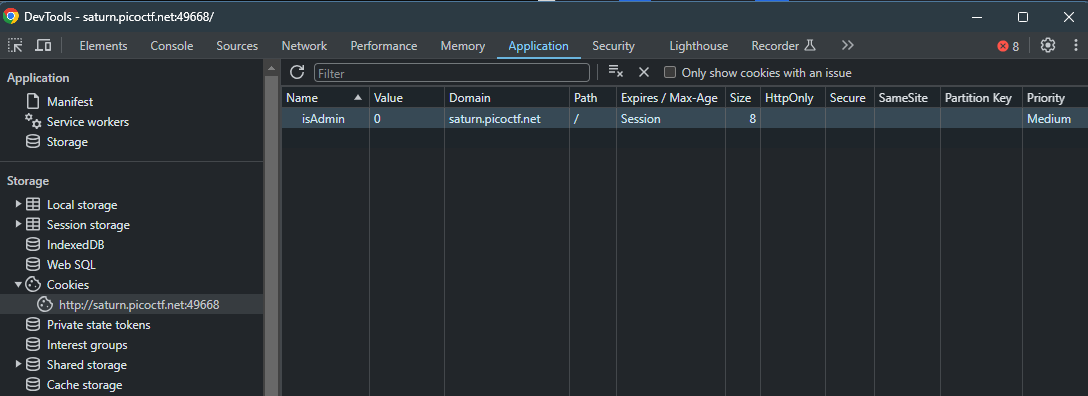 DevTools - saturn.picoctf.net:49668/
Elements Console Sources Network Performance Memory Application Security Lighthouse Recorder 8
Application
Manifest
Service workers
Storage
Storage
Local storage
Session storage
IndexedDB
Web SQL
Cookies
http://saturn.picoctf.net:49668
Private state tokens
Interest groups
Shared storage
Cache storage
Filter Only show cookies with an issue
Name Value Domain Path Expires / Max-Age Size HttpOnly Secure SameSite Partition Key Priority
isAdmin 0 saturn.picoctf.net / Session 8 Medium